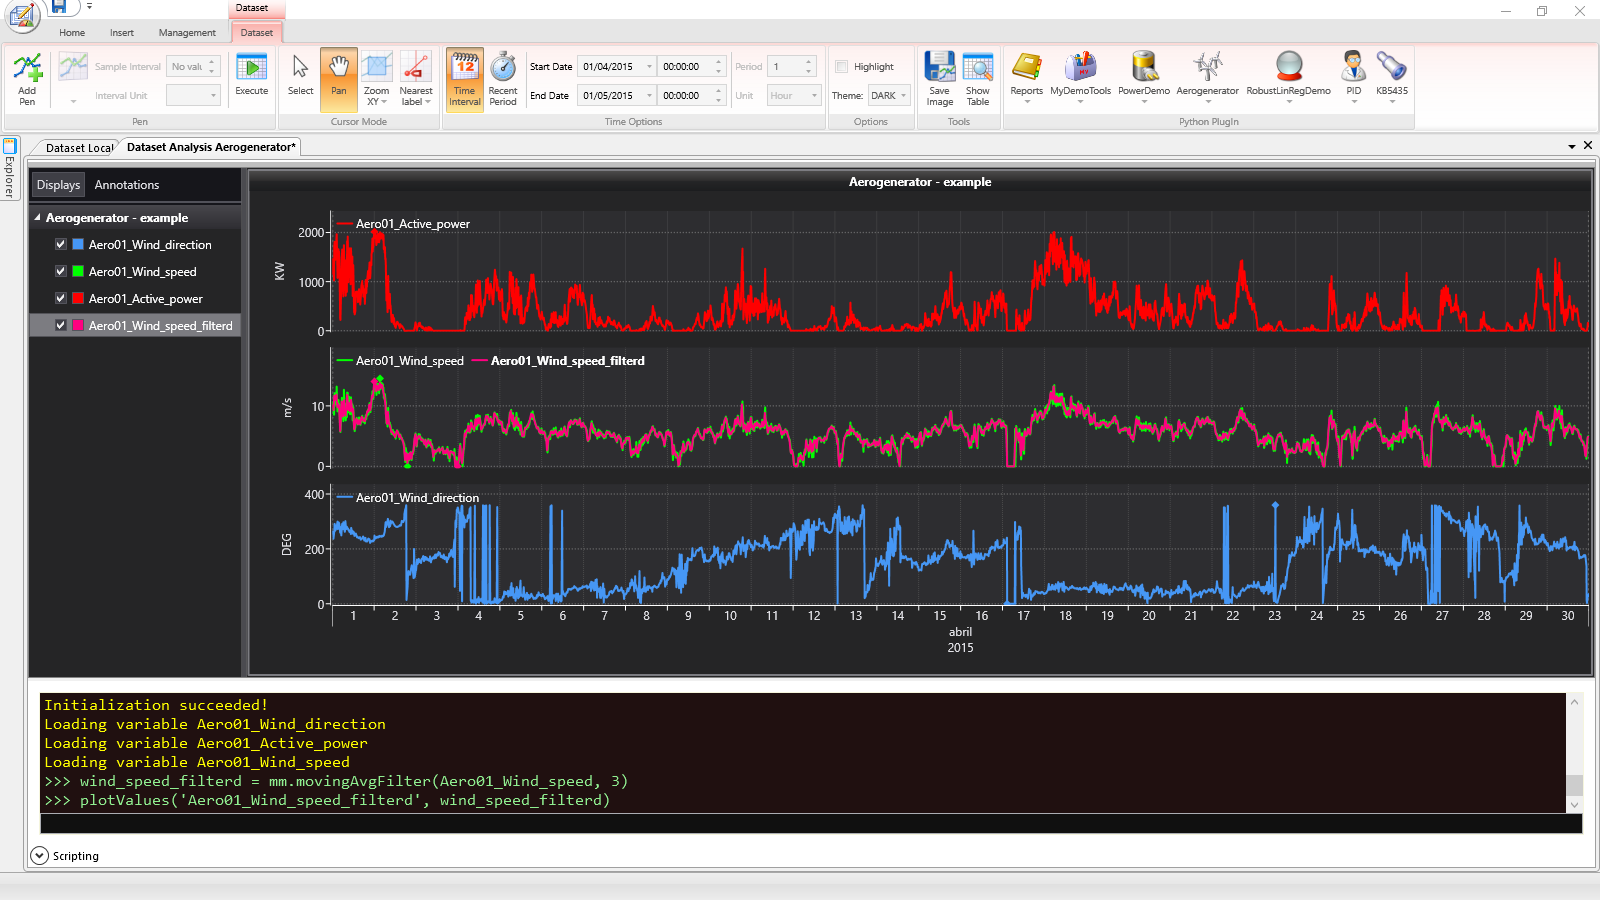 Dataset
Home Insert Management Dataset
Add Pen
Sample Interval No valu
Interval Unit
Execute
Pen
Select
Pan
Zoom XY
Nearest label
Cursor Mode
Time Interval
Recent Period
Start Date 01/04/2015 00:00:00
End Date 01/05/2015 00:00:00
Period 1
Unit Hour
Time Options
Highlight
Theme: DARK
Options
Save Image
Show Table
Tools
Reports MyDemoTools PowerDemo Aerogenerator RobustLinRegDemo PID KB5435
Python PlugIn
Explorer
Dataset Local Dataset Analysis Aerogenerator*
Displays Annotations
Aerogenerator - example
Aero01_Wind_direction
Aero01_Wind_speed
Aero01_Active_power
Aero01_Wind_speed_filterd
Aerogenerator - example
Aero01_Active_power
2000
1000
0
KW
Aero01_Wind_speed Aero01_Wind_speed_filterd
10
0
m/s
Aero01_Wind_direction
400
200
0
DEG
1 2 3 4 5 6 7 8 9 10 11 12 13 14 15 16 17 18 19 20 21 22 23 24 25 26 27 28 29 30
abril
2015
Initialization succeeded!
Loading variable Aero01_Wind_direction
Loading variable Aero01_Active_power
Loading variable Aero01_Wind_speed
>>> wind_speed_filterd = mm.movingAvgFilter(Aero01_Wind_speed, 3)
>>> plotValues('Aero01_Wind_speed_filterd', wind_speed_filterd)
Scripting